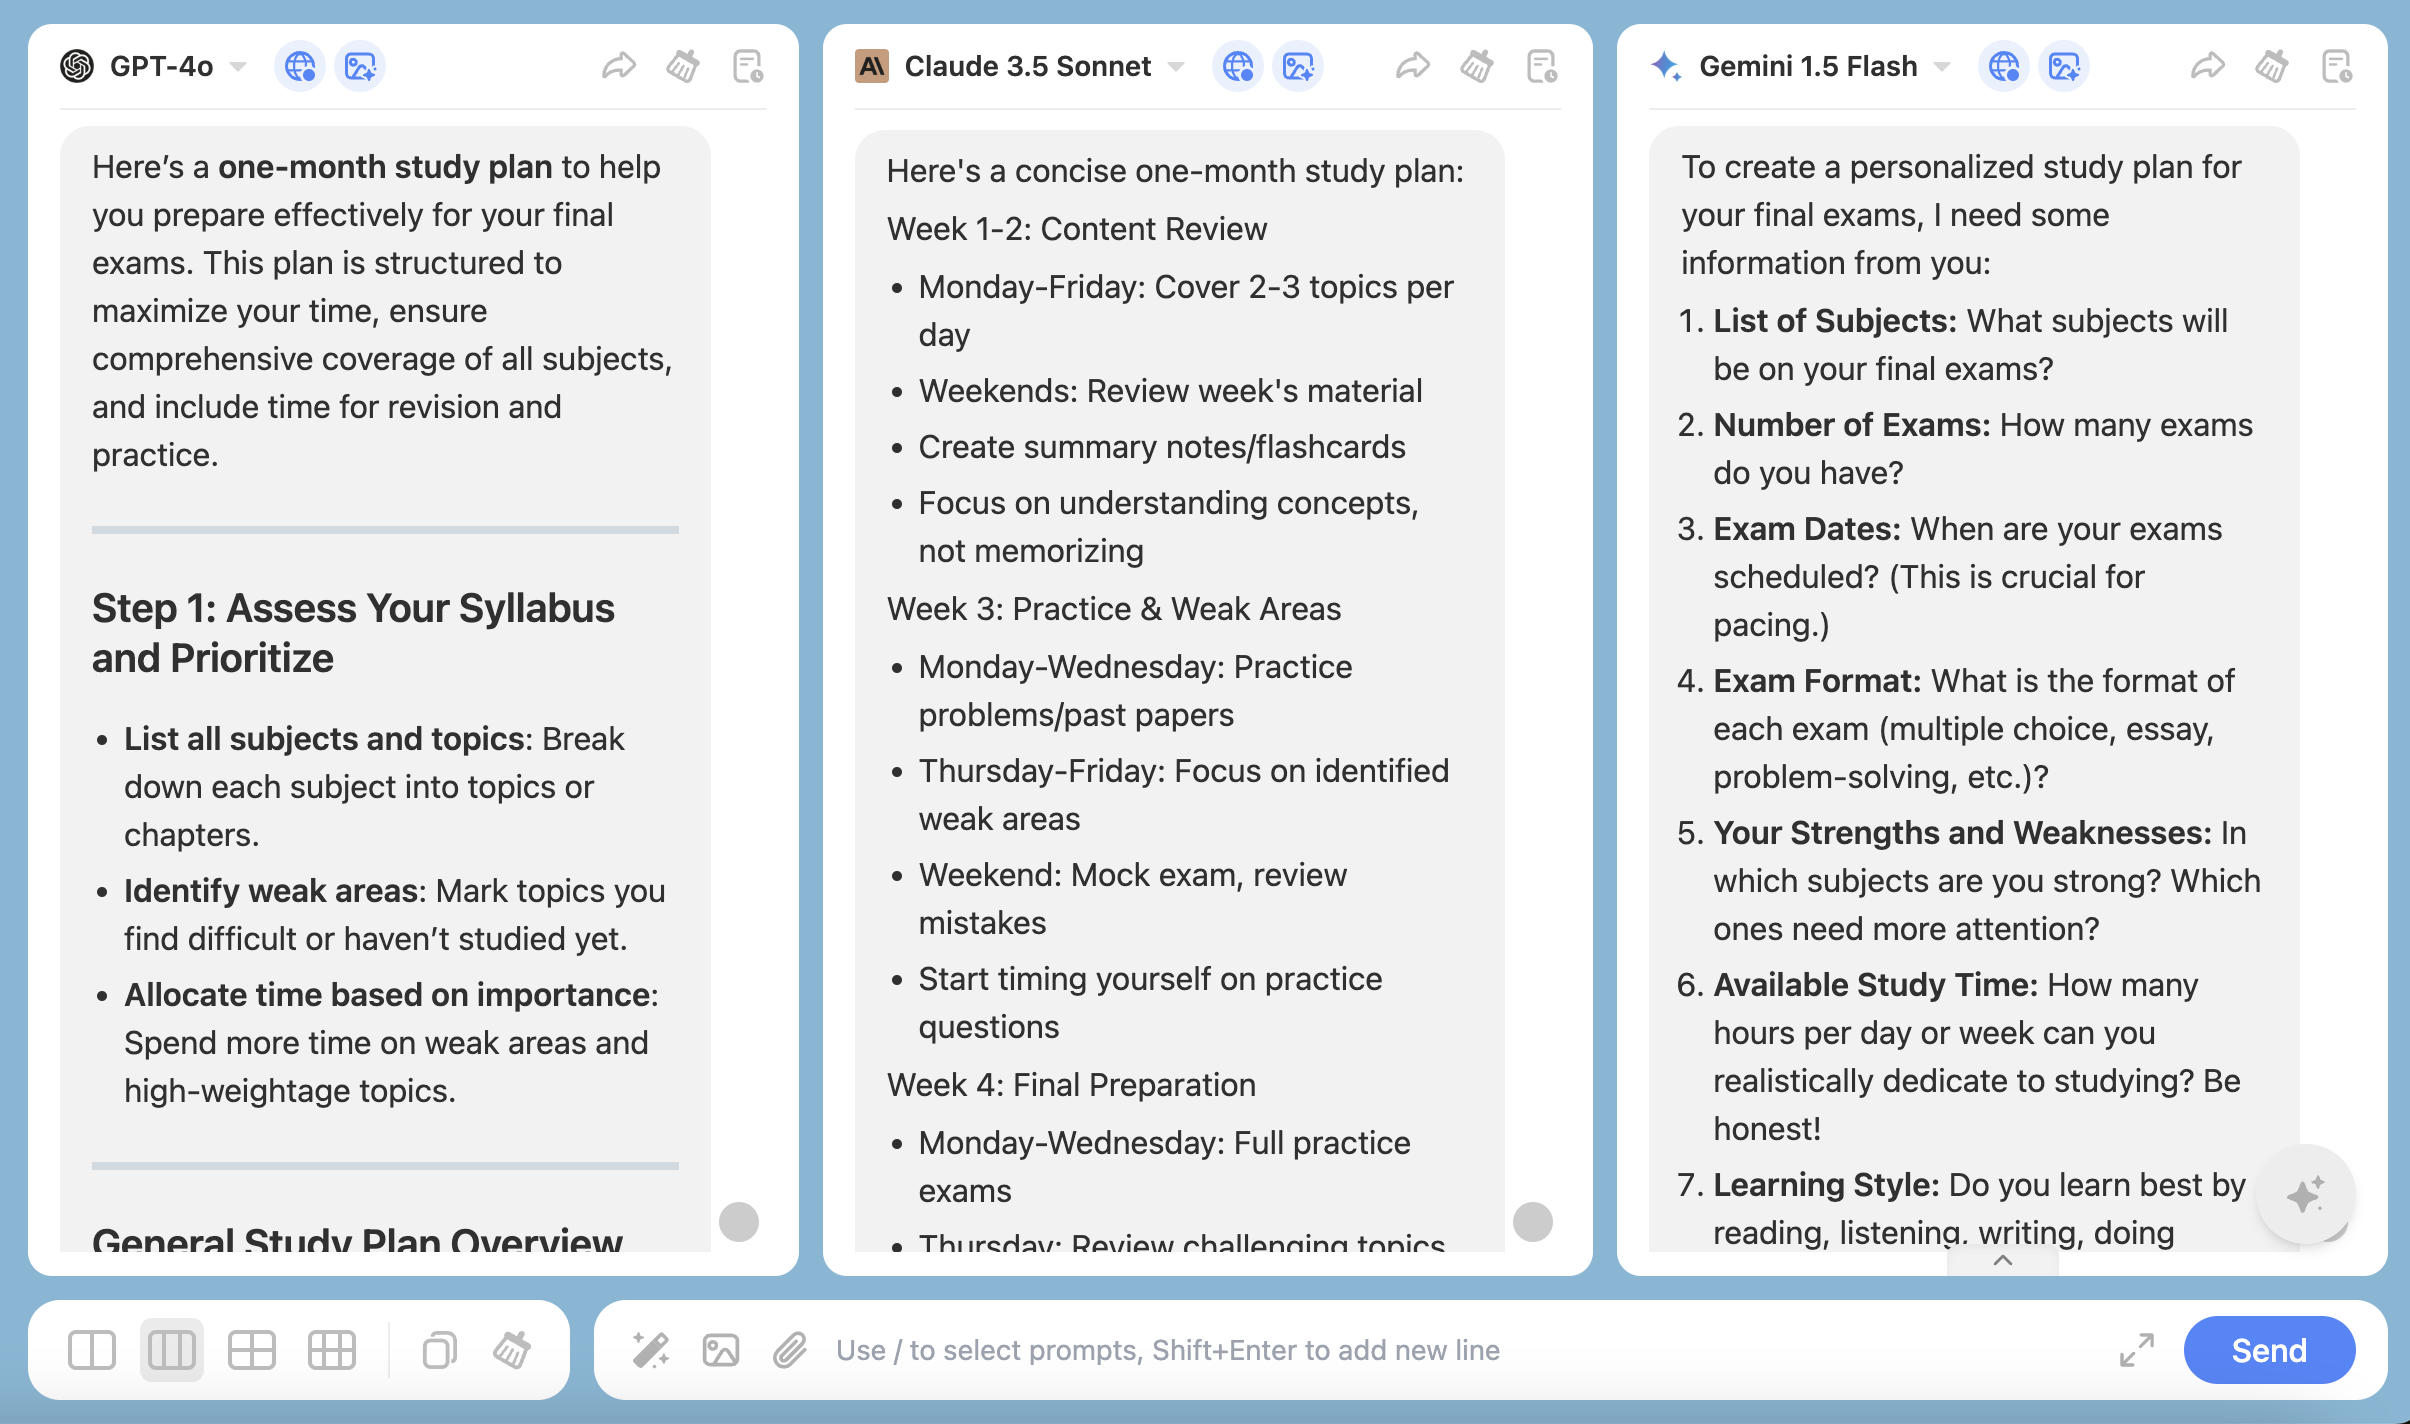 GPT-4o
Here’s a one-month study plan to help
you prepare effectively for your final
exams. This plan is structured to
maximize your time, ensure
comprehensive coverage of all subjects,
and include time for revision and
practice.
Step 1: Assess Your Syllabus
and Prioritize
• List all subjects and topics: Break
down each subject into topics or
chapters.
• Identify weak areas: Mark topics you
find difficult or haven’t studied yet.
• Allocate time based on importance:
Spend more time on weak areas and
high-weightage topics.
General Study Plan Overview
Claude 3.5 Sonnet
Here's a concise one-month study plan:
Week 1-2: Content Review
• Monday-Friday: Cover 2-3 topics per
day
• Weekends: Review week's material
• Create summary notes/flashcards
• Focus on understanding concepts,
not memorizing
Week 3: Practice & Weak Areas
• Monday-Wednesday: Practice
problems/past papers
• Thursday-Friday: Focus on identified
weak areas
• Weekend: Mock exam, review
mistakes
• Start timing yourself on practice
questions
Week 4: Final Preparation
• Monday-Wednesday: Full practice
exams
• Thursday: Review challenging topics
Gemini 1.5 Flash
To create a personalized study plan for
your final exams, I need some
information from you:
1. List of Subjects: What subjects will
be on your final exams?
2. Number of Exams: How many exams
do you have?
3. Exam Dates: When are your exams
scheduled? (This is crucial for
pacing.)
4. Exam Format: What is the format of
each exam (multiple choice, essay,
problem-solving, etc.)?
5. Your Strengths and Weaknesses: In
which subjects are you strong? Which
ones need more attention?
6. Available Study Time: How many
hours per day or week can you
realistically dedicate to studying? Be
honest!
7. Learning Style: Do you learn best by
reading, listening, writing, doing
Use / to select prompts, Shift+Enter to add new line
Send